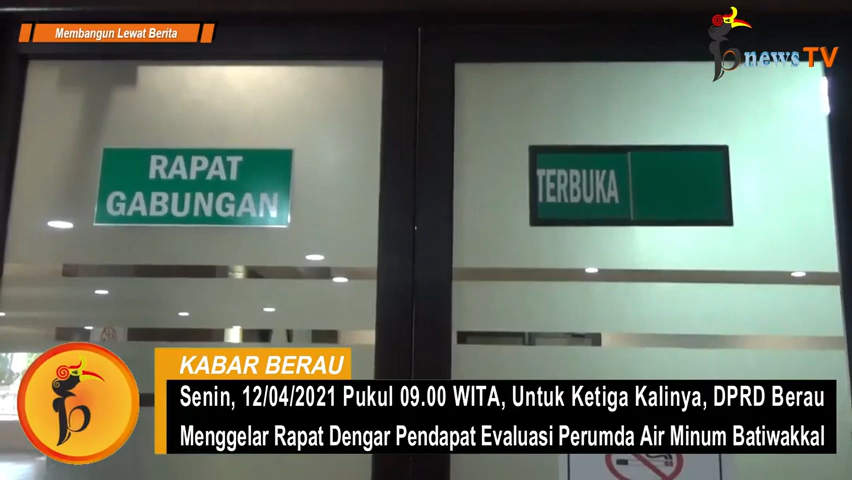 Membangun Lewat Berita
newsTV
RAPAT
GABUNGAN
TERBUKA
KABAR BERAU
Senin, 12/04/2021 Pukul 09.00 WITA, Untuk Ketiga Kalinya, DPRD Berau
Menggelar Rapat Dengar Pendapat Evaluasi Perumda Air Minum Batiwakkal